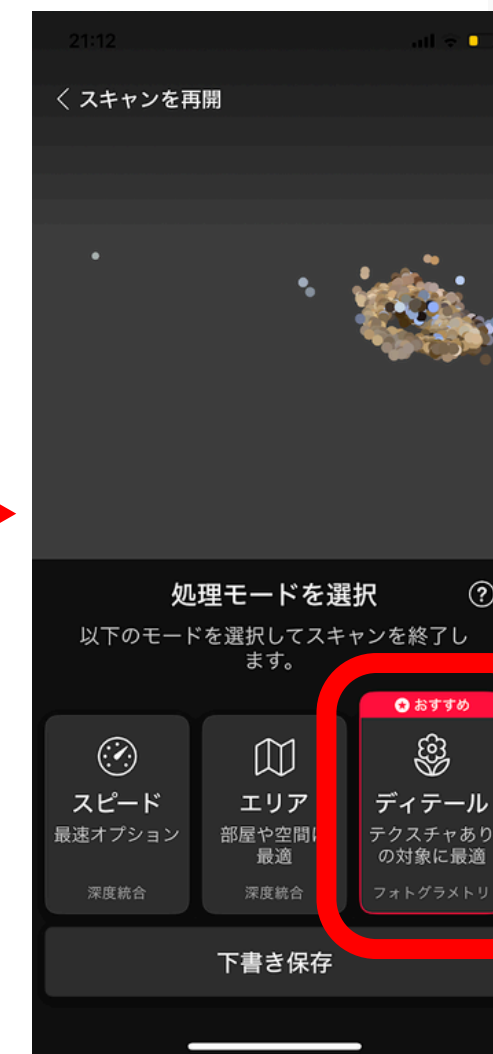 21:12
スキャンを再開
処理モードを選択
以下のモードを選択してスキャンを終了し
ます。
おすすめ
スピード
最速オプション
深度統合
エリア
部屋や空間
最適
深度統合
ディテール
テクスチャあり
の対象に最適
フォトグラメトリ
下書き保存